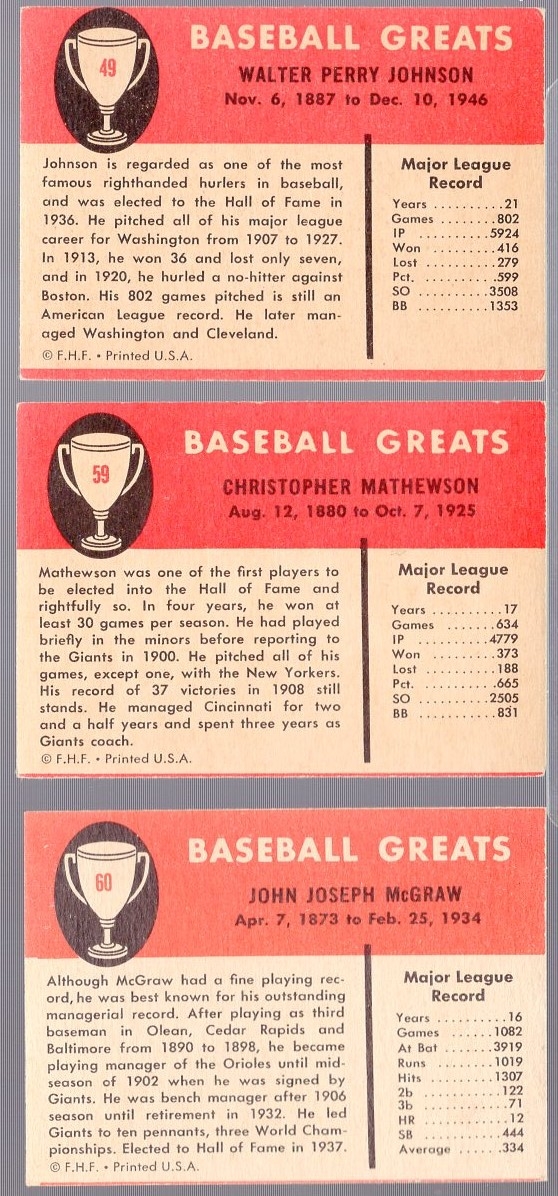 49
BASEBALL GREATS
WALTER PERRY JOHNSON
Nov. 6, 1887 to Dec. 10, 1946
Johnson is regarded as one of the most
famous righthanded hurlers in baseball,
and was elected to the Hall of Fame in
1936. He pitched all of his major league
career for Washington from 1907 to 1927.
In 1913, he won 36 and lost only seven,
and in 1920, he hurled a no-hitter against
Boston. His 802 games pitched is still an
American League record. He later man-
aged Washington and Cleveland.
© F.H.F. • Printed U.S.A.
Major League
Record
Years ..........21
Games ........802
IP ..........5924
Won ..........416
Lost ..........279
Pct. ..........599
SO ..........3508
BB ..........1353
59
BASEBALL GREATS
CHRISTOPHER MATHEWSON
Aug. 12, 1880 to Oct. 7, 1925
Mathewson was one of the first players to
be elected into the Hall of Fame and
rightfully so. In four years, he won at
least 30 games per season. He had played
briefly in the minors before reporting to
the Giants in 1900. He pitched all of his
games, except one, with the New Yorkers.
His record of 37 victories in 1908 still
stands. He managed Cincinnati for two
and a half years and spent three years as
Giants coach.
© F.H.F. • Printed U.S.A.
Major League
Record
Years ..........17
Games ........634
IP ..........4779
Won ..........373
Lost ..........188
Pct. ..........665
SO ..........2505
BB ..........831
60
BASEBALL GREATS
JOHN JOSEPH McGRAW
Apr. 7, 1873 to Feb. 25, 1934
Although McGraw had a fine playing rec-
ord, he was best known for his outstanding
managerial record. After playing as third
baseman in Olean, Cedar Rapids and
Baltimore from 1890 to 1898, he became
playing manager of the Orioles until mid-
season of 1902 when he was signed by
Giants. He was bench manager after 1906
season until retirement in 1932. He led
Giants to ten pennants, three World Cham-
pionships. Elected to Hall of Fame in 1937.
© F.H.F. • Printed U.S.A.
Major League
Record
Years ..........16
Games ......1082
At Bat .......3919
Runs ........1019
Hits ........1307
2b ..........122
3b ...........71
HR ..........12
SB ..........444
Average ......334